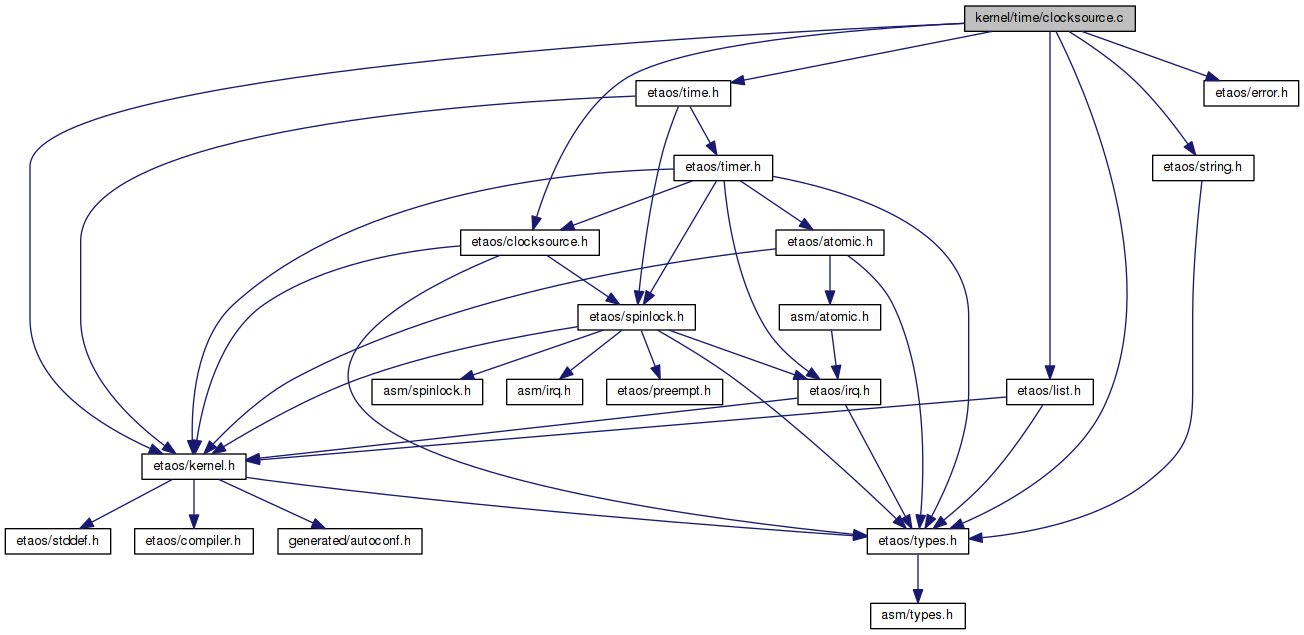 kernel/time/clocksource.c
etaos/time.h
etaos/error.h
etaos/timer.h
etaos/string.h
etaos/clocksource.h
etaos/atomic.h
etaos/spinlock.h
asm/atomic.h
asm/spinlock.h
asm/irq.h
etaos/preempt.h
etaos/irq.h
etaos/list.h
etaos/kernel.h
etaos/stddef.h
etaos/compiler.h
generated/autoconf.h
etaos/types.h
asm/types.h